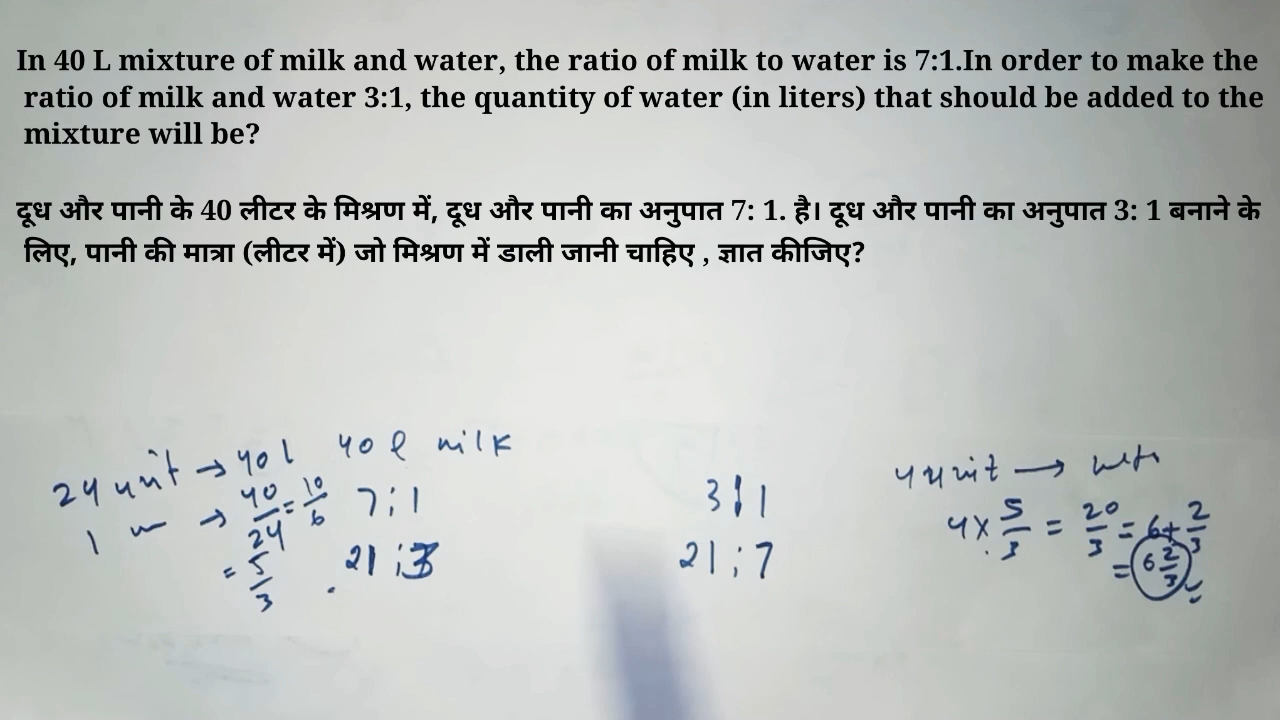 In 40 L mixture of milk and water, the ratio of milk to water is 7:1.In order to make the
ratio of milk and water 3:1, the quantity of water (in liters) that should be added to the
mixture will be?
दूध और पानी के 40 लीटर के मिश्रण में, दूध और पानी का अनुपात 7: 1. है। दूध और पानी का अनुपात 3: 1 बनाने के
लिए, पानी की मात्रा (लीटर में) जो मिश्रण में डाली जानी चाहिए , ज्ञात कीजिए?
24 unit → 40 l
1 → 40/24 = 10/6
= 5/3
40 l milk
7 : 1
21 : 3
3 : 1
21 : 7
4 unit →
4 × 5/3 = 20/3 = 6 + 2/3
= 6 2/3